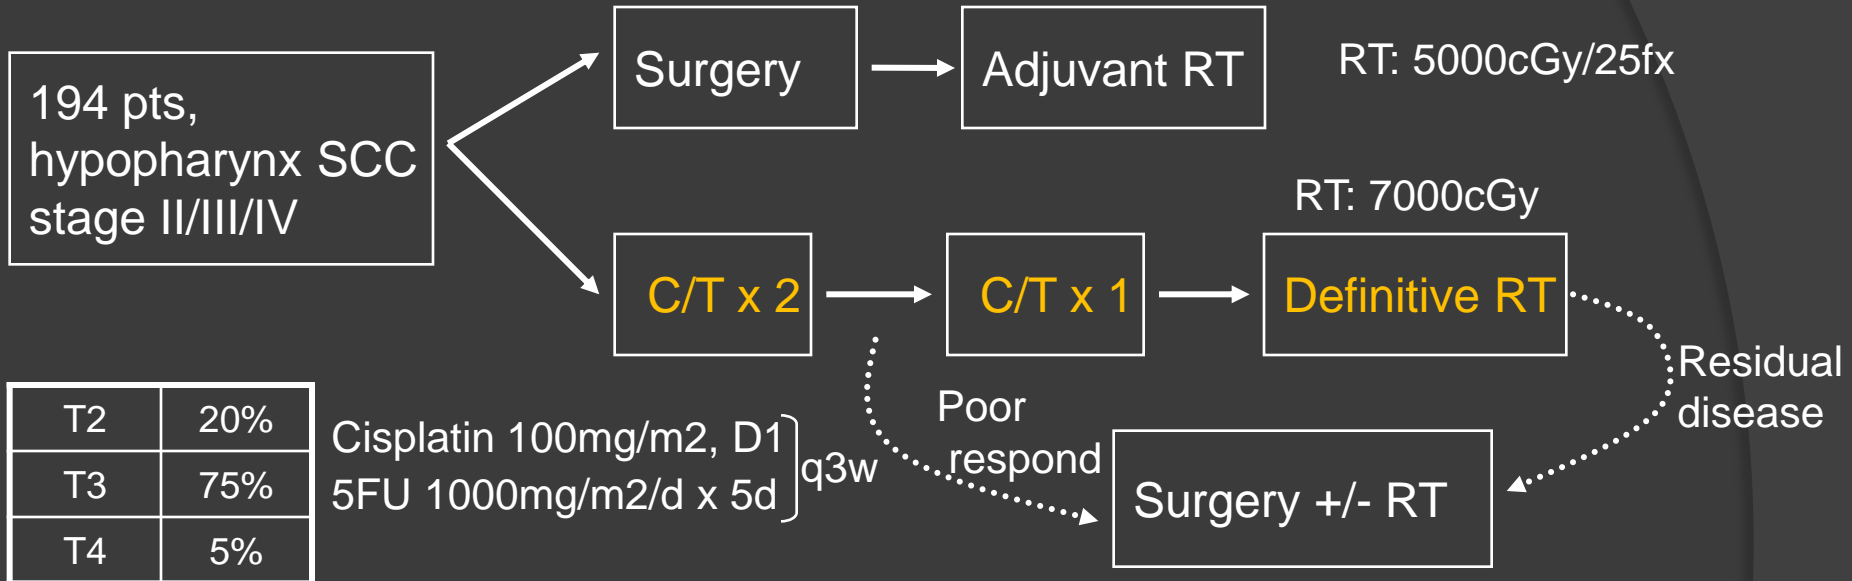 194 pts,
hypopharynx SCC
stage II/III/IV
Surgery
Adjuvant RT
RT: 5000cGy/25fx
RT: 7000cGy
C/T x 2
C/T x 1
Definitive RT
Residual
disease
Poor
respond
Surgery +/- RT
T2 20%
T3 75%
T4 5%
Cisplatin 100mg/m2, D1
5FU 1000mg/m2/d x 5d
q3w